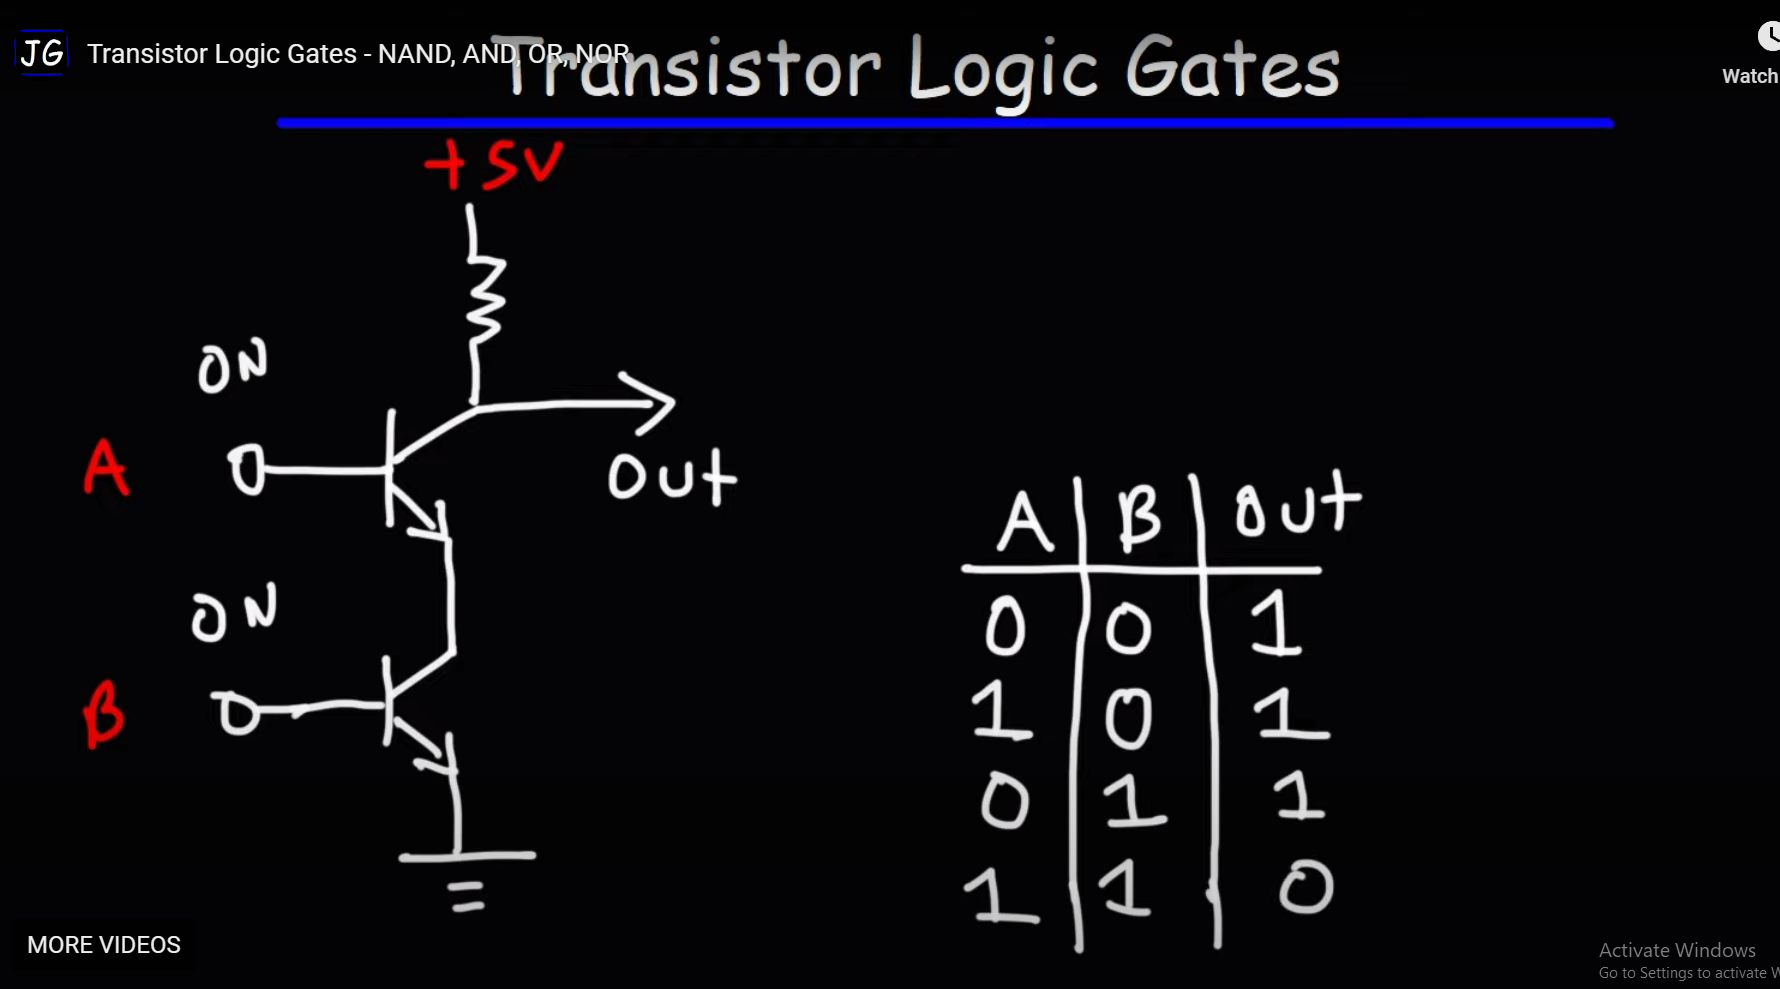 JG Transistor Logic Gates - NAND, AND, OR, NOR
Transistor Logic Gates
Watch
+5V
ON
A
Out
ON
B
A B Out
0 0 1
1 0 1
0 1 1
1 1 0
MORE VIDEOS
Activate Windows
Go to Settings to activate W